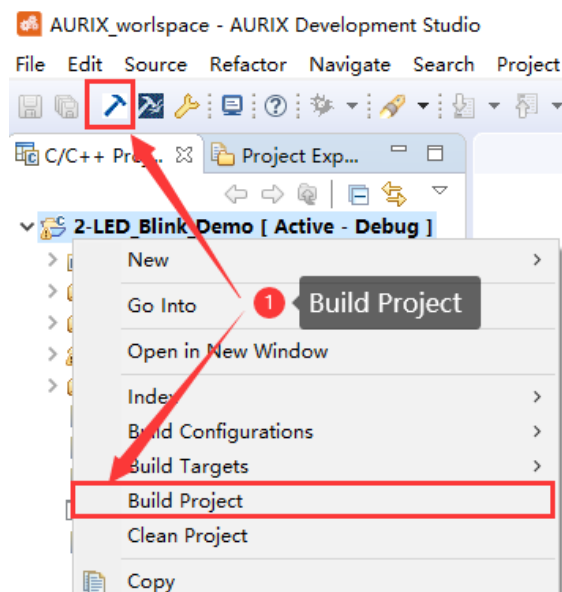 AURIX_worlspace - AURIX Development Studio
File Edit Source Refactor Navigate Search Project
C/C++ Proj... Project Exp...
2-LED_Blink_Demo [ Active - Debug ]
New
Go Into
1 Build Project
Open in New Window
Index
Build Configurations
Build Targets
Build Project
Clean Project
Copy